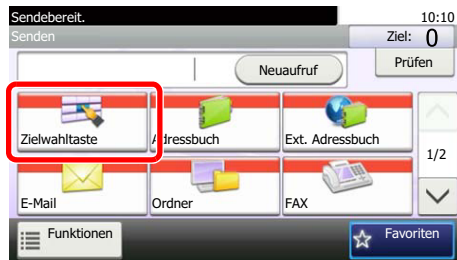 Sendebereit. 10:10
Senden Ziel: 0
Neuaufruf Prüfen
Zielwahltaste Adressbuch Ext. Adressbuch
1/2
E-Mail Ordner FAX
Funktionen Favoriten